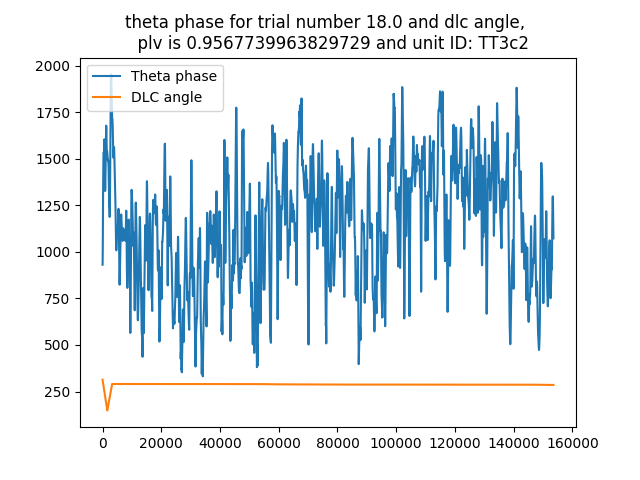 theta phase for trial number 18.0 and dlc angle,
plv is 0.9567739963829729 and unit ID: TT3c2
Theta phase
DLC angle
2000
1750
1500
1250
1000
750
500
250
0 20000 40000 60000 80000 100000 120000 140000 160000